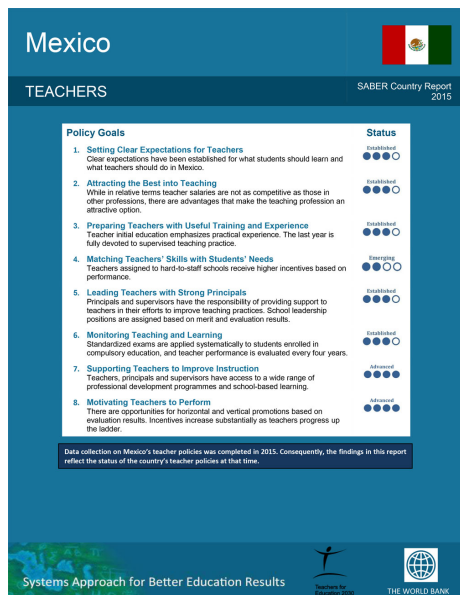 Mexico
TEACHERS
SABER Country Report
2015
Policy Goals
Status
1. Setting Clear Expectations for Teachers
Established
Clear expectations have been established for what students should learn and
what teachers should do in Mexico.
2. Attracting the Best into Teaching
Established
While in relative terms teacher salaries are not as competitive as those in
other professions, there are advantages that make the teaching profession an
attractive option.
3. Preparing Teachers with Useful Training and Experience
Established
Teacher initial education emphasizes practical experience. The last year is
fully devoted to supervised teaching practice.
4. Matching Teachers' Skills with Students' Needs
Emerging
Teachers assigned to hard-to-staff schools receive higher incentives based on
performance.
5. Leading Teachers with Strong Principals
Established
Principals and supervisors have the responsibility of providing support to
teachers in their efforts to improve teaching practices. School leadership
positions are assigned based on merit and evaluation results.
6. Monitoring Teaching and Learning
Established
Standardized exams are applied systematically to students enrolled in
compulsory education, and teacher performance is evaluated every four years.
7. Supporting Teachers to Improve Instruction
Advanced
Teachers, principals and supervisors have access to a wide range of
professional development programmes and school-based learning.
8. Motivating Teachers to Perform
Advanced
There are opportunities for horizontal and vertical promotions based on
evaluation results. Incentives increase substantially as teachers progress up
the ladder.
Data collection on Mexico's teacher policies was completed in 2015. Consequently, the findings in this report
reflect the status of the country's teacher policies at that time.
Systems Approach for Better Education Results
Teachers for
Education 2030
THE WORLD BANK